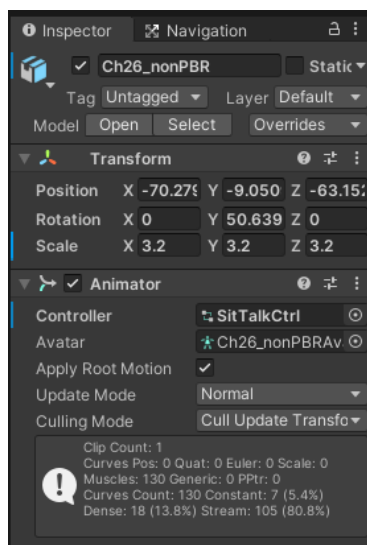 Inspector Navigation
Ch26_nonPBR Static
Tag Untagged Layer Default
Model Open Select Overrides
Transform
Position X -70.279 Y -9.050 Z -63.152
Rotation X 0 Y 50.639 Z 0
Scale X 3.2 Y 3.2 Z 3.2
Animator
Controller SitTalkCtrl
Avatar Ch26_nonPBRAv
Apply Root Motion
Update Mode Normal
Culling Mode Cull Update Transfo
Clip Count: 1
Curves Pos: 0 Quat: 0 Euler: 0 Scale: 0
Muscles: 130 Generic: 0 PPtr: 0
Curves Count: 130 Constant: 7 (5.4%)
Dense: 18 (13.8%) Stream: 105 (80.8%)